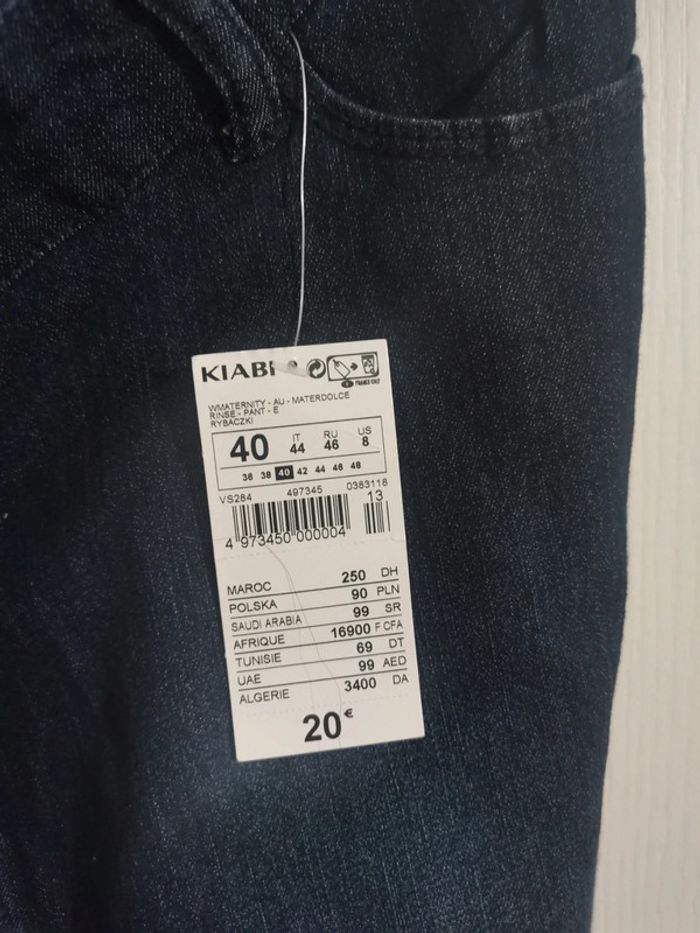 KIABI
FRANCE ONLY
WMATERNITY - AU - MATERDOLCE
RINSE - PANT - E
RYBACZKI
IT RU US
40 44 46 8
36 38 40 42 44 46 48
VS284 497345 0383118
13
4 973450 000004
MAROC 250 DH
POLSKA 90 PLN
SAUDI ARABIA 99 SR
AFRIQUE 16900 F CFA
TUNISIE 69 DT
UAE 99 AED
ALGERIE 3400 DA
20€